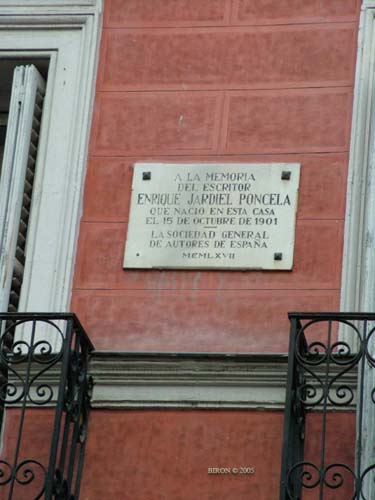 A LA MEMORIA
DEL ESCRITOR
ENRIQUE JARDIEL PONCELA
QUE NACIO EN ESTA CASA
EL 15 DE OCTUBRE DE 1901
LA SOCIEDAD GENERAL
DE AUTORES DE ESPAÑA
MCMLXVII
BIRON © 2005